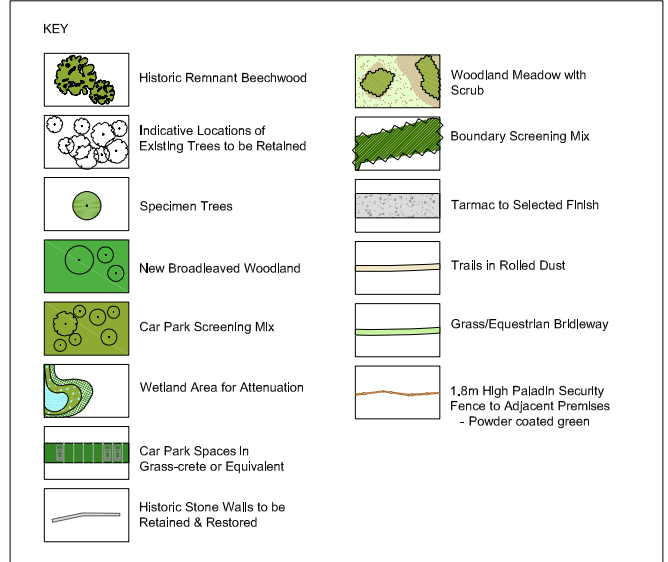 KEY
Historic Remnant Beechwood
Indicative Locations of
Existing Trees to be Retained
Specimen Trees
New Broadleaved Woodland
Car Park Screening Mix
Wetland Area for Attenuation
Car Park Spaces in
Grass-crete or Equivalent
Historic Stone Walls to be
Retained & Restored
Woodland Meadow with
Scrub
Boundary Screening Mix
Tarmac to Selected Finish
Trails in Rolled Dust
Grass/Equestrian Bridleway
1.8m High Paladin Security
Fence to Adjacent Premises
- Powder coated green